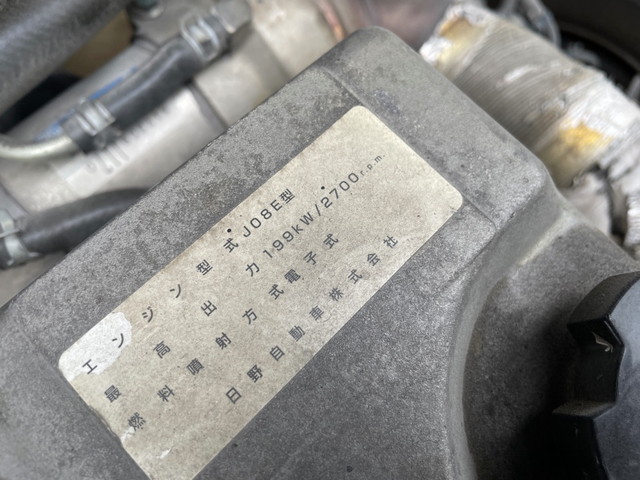 エンジン型式 J08E型
最高出力 199kW/2700r.p.m.
燃料噴射方式 電子式
日野自動車株式会社